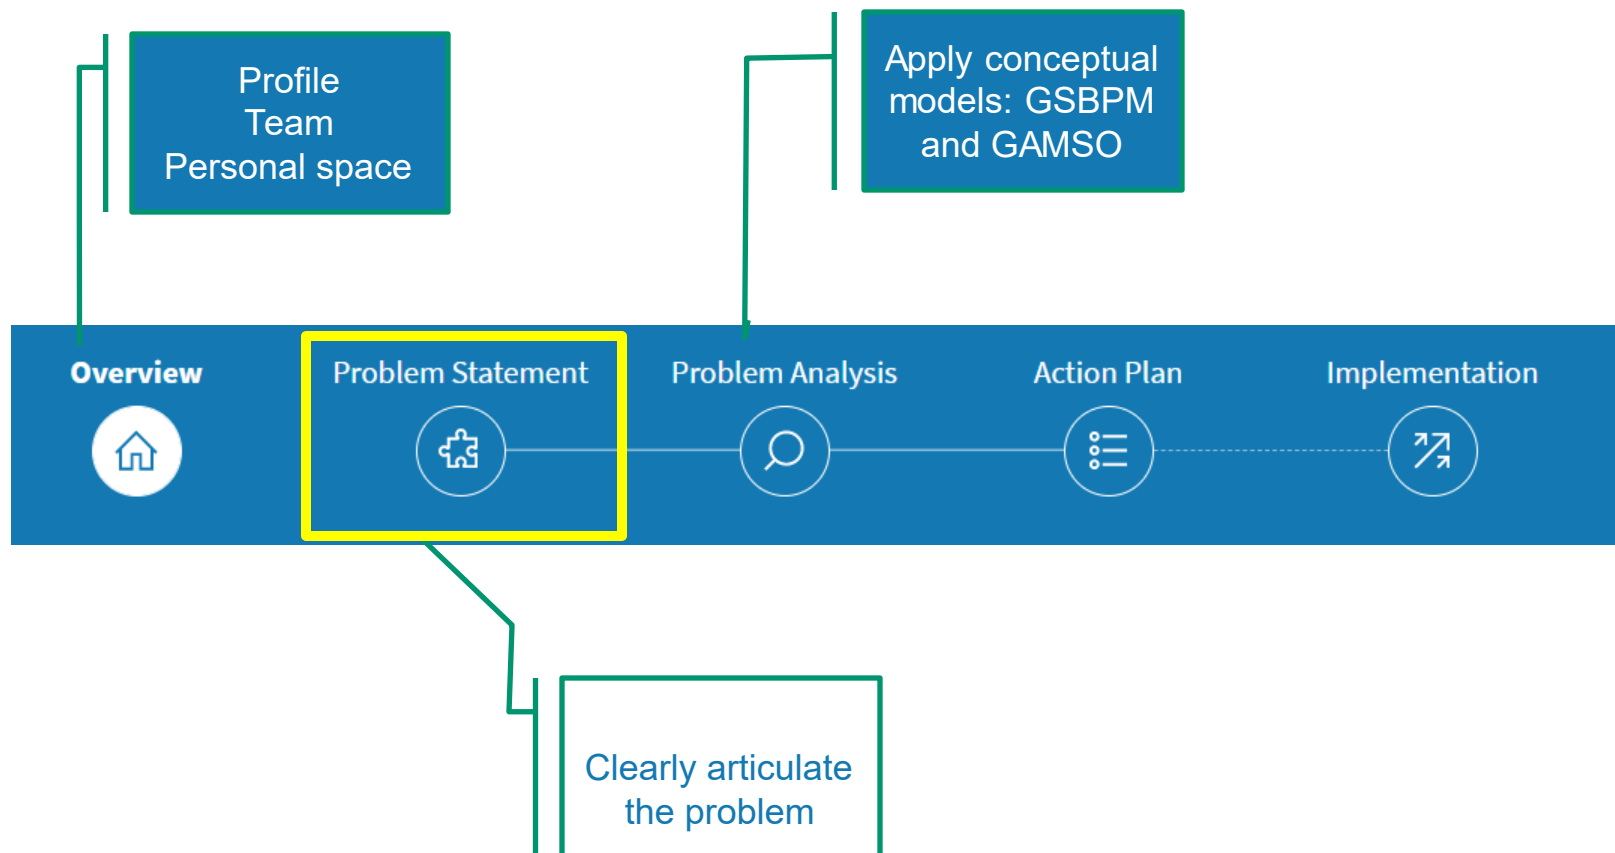 Profile
Team
Personal space
Apply conceptual
models: GSBPM
and GAMSO
Overview
Problem Statement
Problem Analysis
Action Plan
Implementation
Clearly articulate
the problem